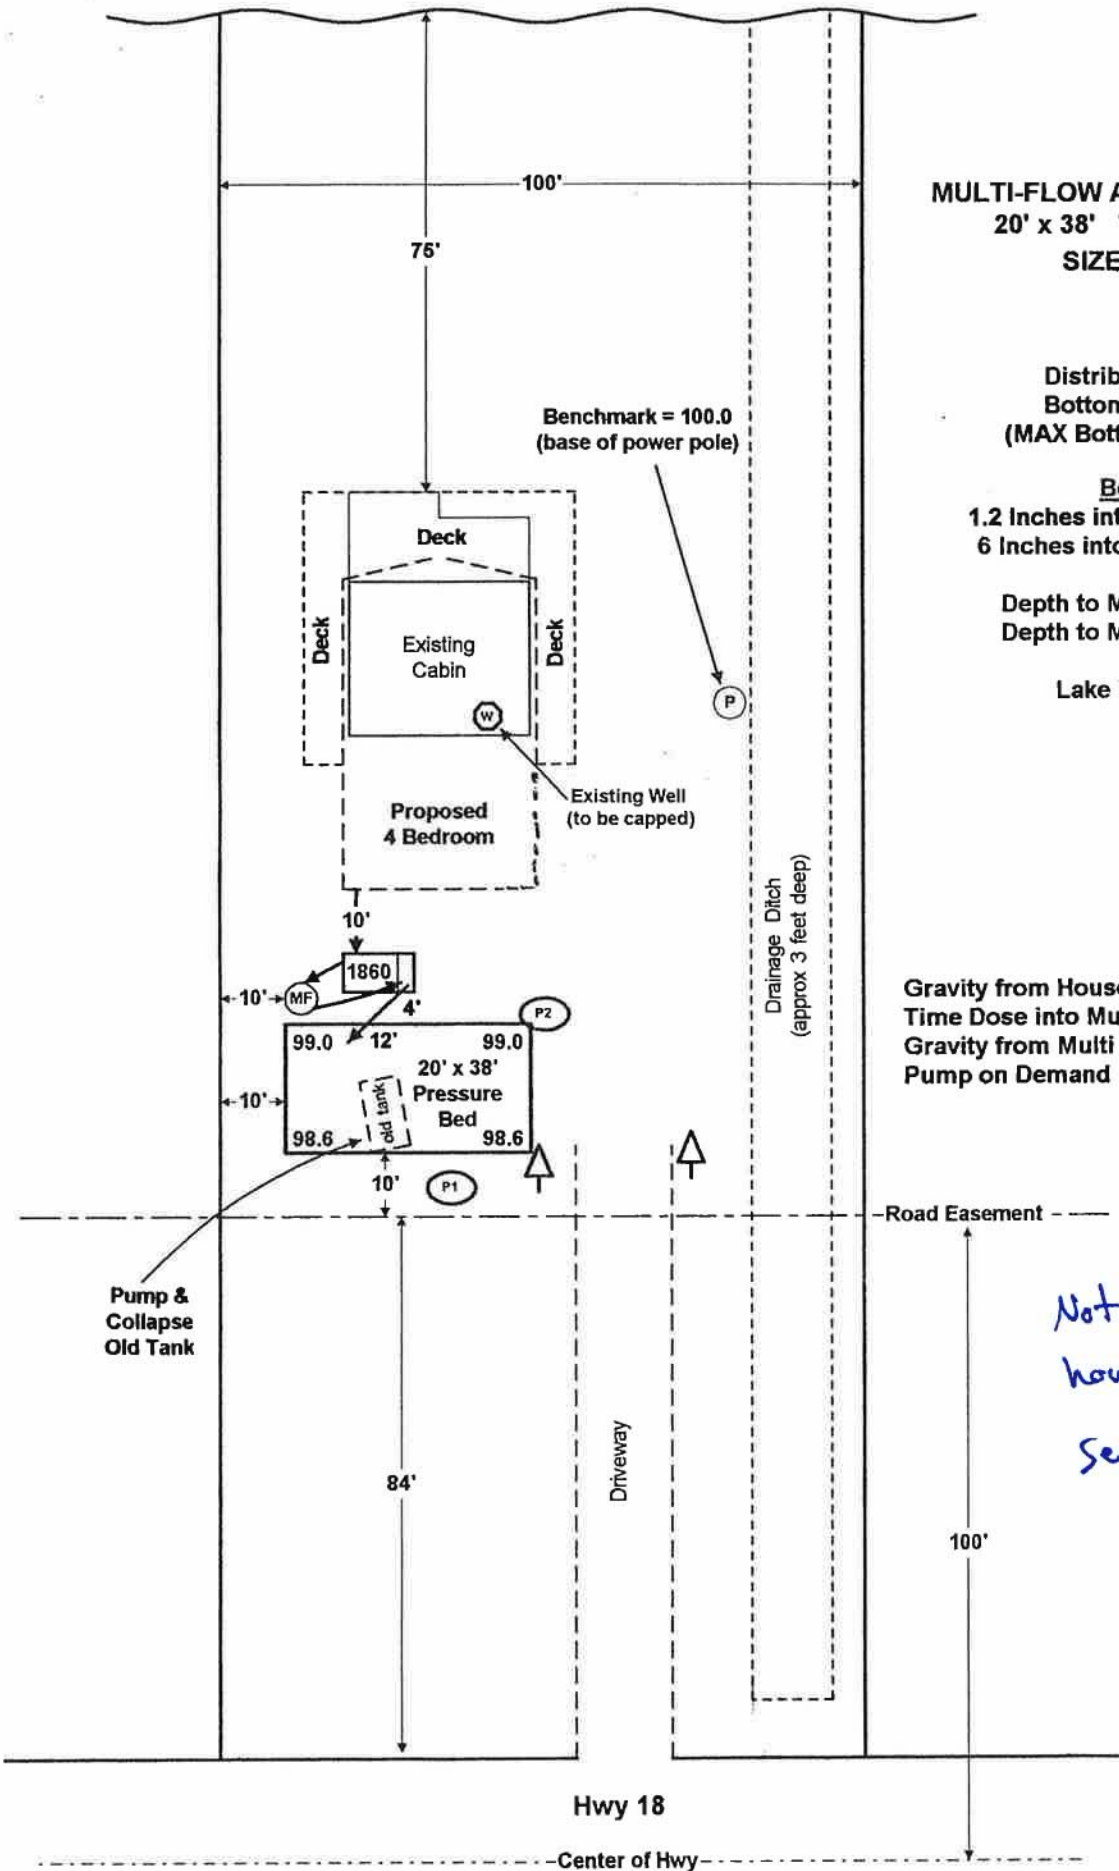 100'
75'
MULTI-FLOW A
20' x 38'
SIZE
Distrib
Bottom
(MAX Bott
Be
1.2 Inches int
6 Inches into
Depth to M
Depth to M
Lake
Benchmark = 100.0
(base of power pole)
Deck
Deck
Deck
Existing
Cabin
W
P
Existing Well
(to be capped)
Proposed
4 Bedroom
Drainage Ditch
(approx 3 feet deep)
10'
1860
10'
MF
4'
P2
99.0
12'
99.0
20' x 38'
Pressure
Bed
old tank
10'
98.6
98.6
10'
P1
Gravity from House
Time Dose into Mu
Gravity from Multi
Pump on Demand
Road Easement
Pump &
Collapse
Old Tank
Not
hou
Se
84'
Driveway
100'
Hwy 18
Center of Hwy